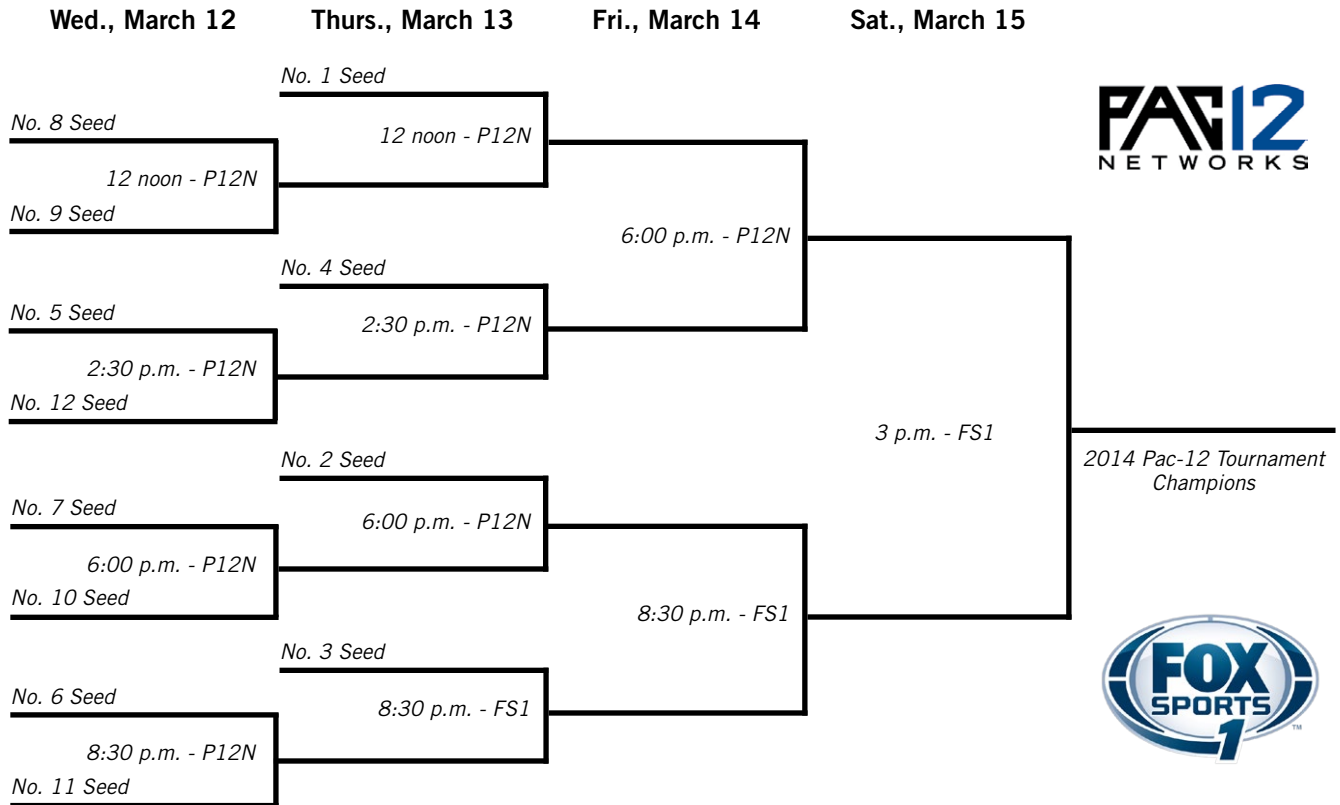 Wed., March 12
Thurs., March 13
Fri., March 14
Sat., March 15
No. 1 Seed
No. 8 Seed
12 noon - P12N
12 noon - P12N
No. 9 Seed
6:00 p.m. - P12N
No. 4 Seed
No. 5 Seed
2:30 p.m. - P12N
2:30 p.m. - P12N
No. 12 Seed
3 p.m. - FS1
No. 2 Seed
2014 Pac-12 Tournament
Champions
No. 7 Seed
6:00 p.m. - P12N
6:00 p.m. - P12N
No. 10 Seed
8:30 p.m. - FS1
No. 3 Seed
No. 6 Seed
8:30 p.m. - FS1
8:30 p.m. - P12N
No. 11 Seed
PAC12
NETWORKS
FOX
SPORTS
1
TM